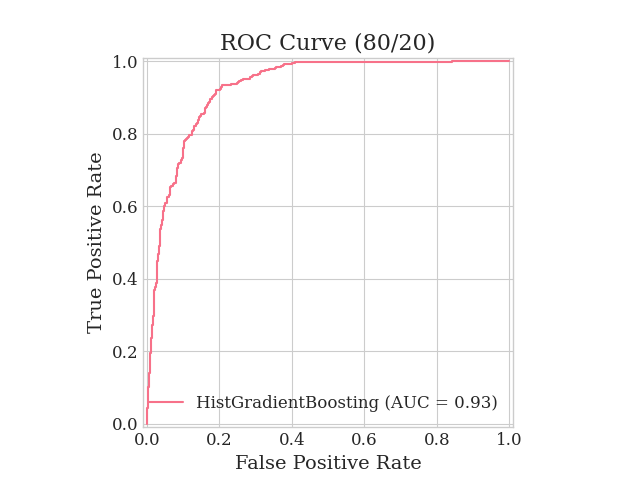 ROC Curve (80/20)
1.0
0.8
0.6
0.4
0.2
0.0
True Positive Rate
HistGradientBoosting (AUC = 0.93)
0.0 0.2 0.4 0.6 0.8 1.0
False Positive Rate